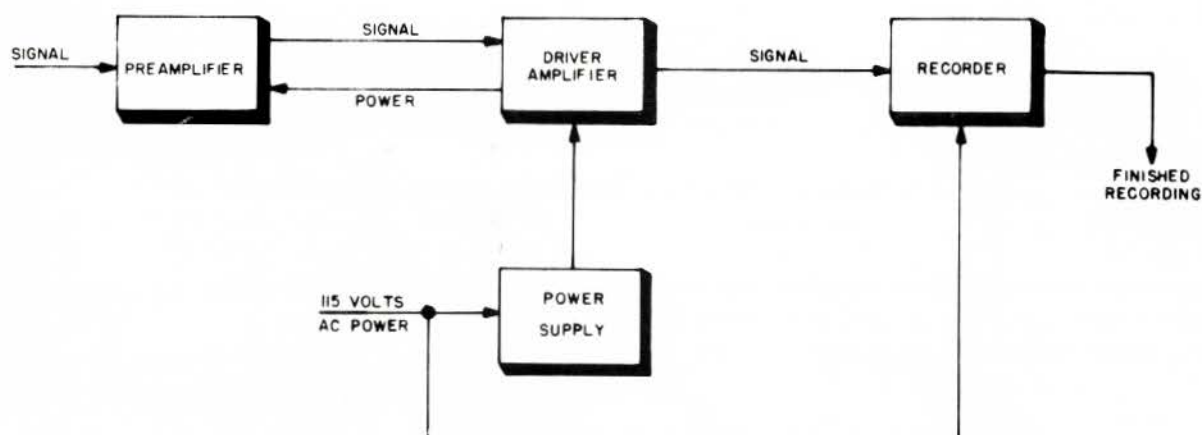 SIGNAL
PREAMPLIFIER
SIGNAL
POWER
DRIVER
AMPLIFIER
SIGNAL
RECORDER
FINISHED
RECORDING
115 VOLTS
AC POWER
POWER
SUPPLY